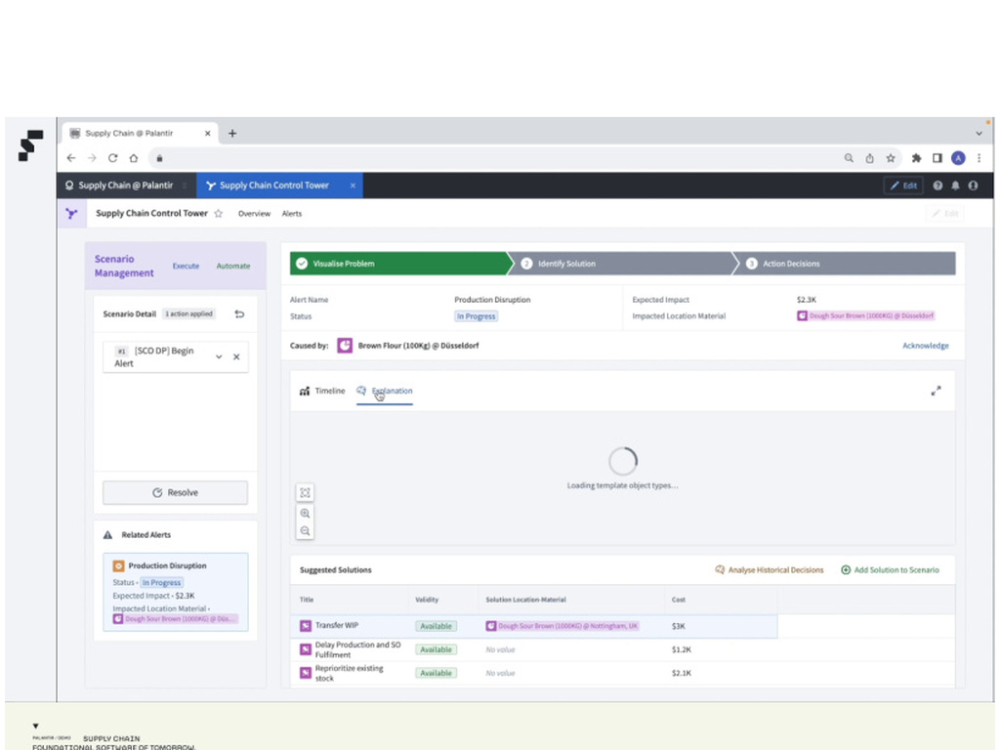 Supply Chain @ Palantir
Supply Chain @ Palantir
Supply Chain Control Tower
Edit
Supply Chain Control Tower
Overview
Alerts
Edit
Scenario
Management
Execute
Automate
Visualise Problem
2 Identify Solution
3 Action Decisions
Scenario Detail
1 action applied
#1 [SCO DP] Begin
Alert
Resolve
Related Alerts
Production Disruption
Status - In Progress
Expected Impact - $2.3K
Impacted Location Material -
Dough Sour Brown (1000KG) @ Düs...
Alert Name
Production Disruption
Expected Impact
$2.3K
Status
In Progress
Impacted Location Material
Dough Sour Brown (1000KG) @ Düsseldorf
Caused by:
Brown Flour (100Kg) @ Düsseldorf
Acknowledge
Timeline
Explanation
Loading template object types...
Suggested Solutions
Analyse Historical Decisions
Add Solution to Scenario
Title
Validity
Solution Location-Material
Cost
Transfer WIP
Available
Dough Sour Brown (1000KG) @ Nottingham, UK
$3K
Delay Production and SO
Fulfilment
Available
No value
$1.2K
Reprioritize existing
stock
Available
No value
$2.1K
A
PALANTIR / DEMO
SUPPLY CHAIN
FOUNDATIONAL SOFTWARE OF TOMORROW.